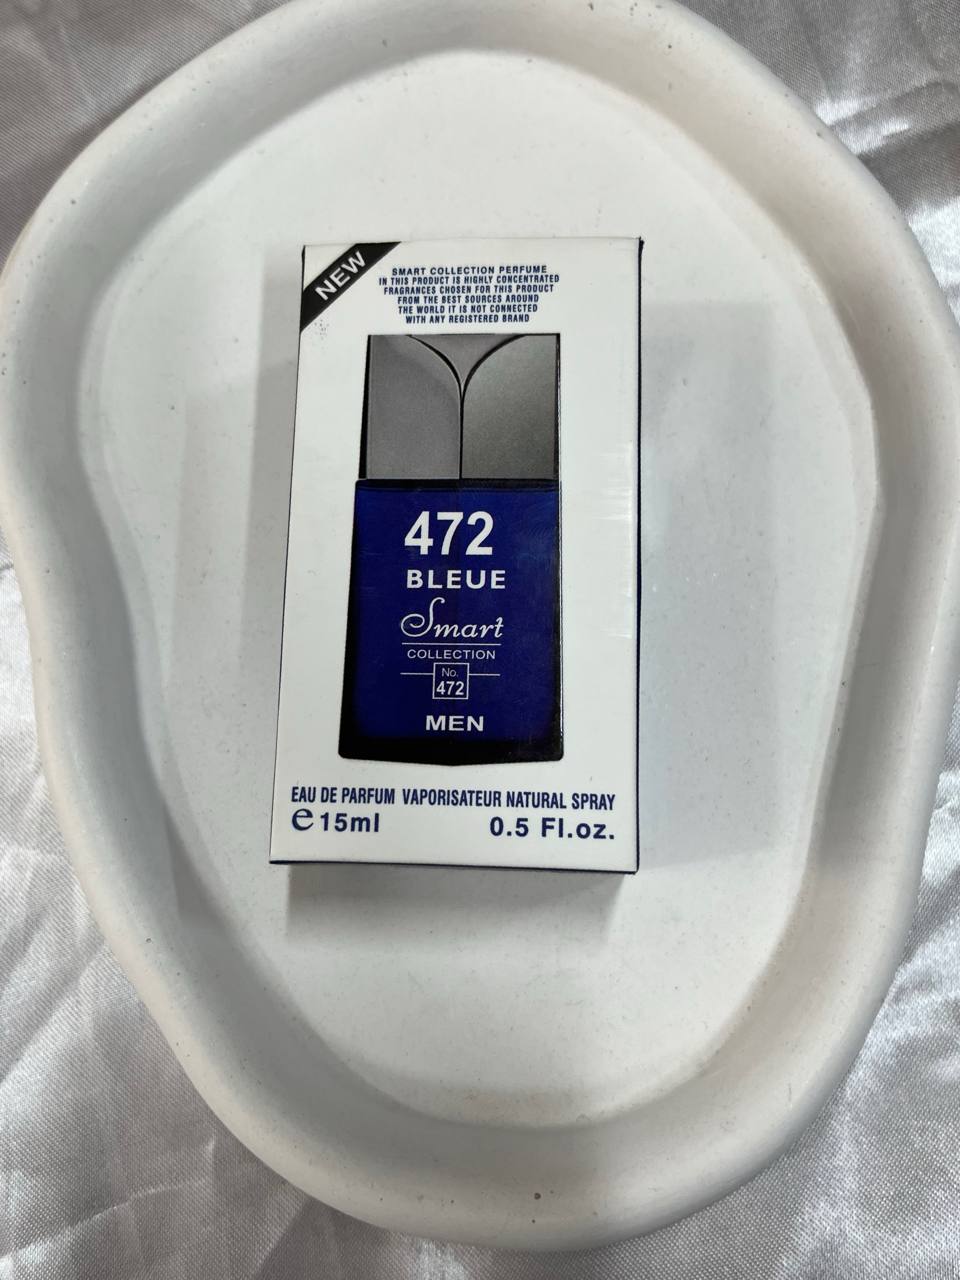 NEW
SMART COLLECTION PERFUME
IN THIS PRODUCT IS HIGHLY CONCENTRATED
FRAGRANCES CHOSEN FOR THIS PRODUCT
FROM THE BEST SOURCES AROUND
THE WORLD IT IS NOT CONNECTED
WITH ANY REGISTERED BRAND
472
BLEUE
Smart
COLLECTION
No.
472
MEN
EAU DE PARFUM VAPORISATEUR NATURAL SPRAY
e 15ml 0.5 Fl.oz.